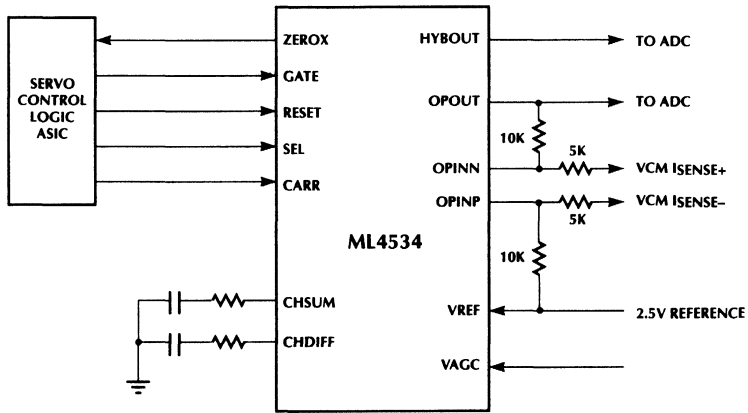 SERVO
CONTROL
LOGIC
ASIC
ZEROX
GATE
RESET
SEL
CARR
CHSUM
CHDIFF
ML4534
HYBOUT
OPOUT
OPINN
OPINP
VREF
VAGC
TO ADC
TO ADC
10K
5K
VCM ISENSE+
VCM ISENSE–
5K
10K
2.5V REFERENCE